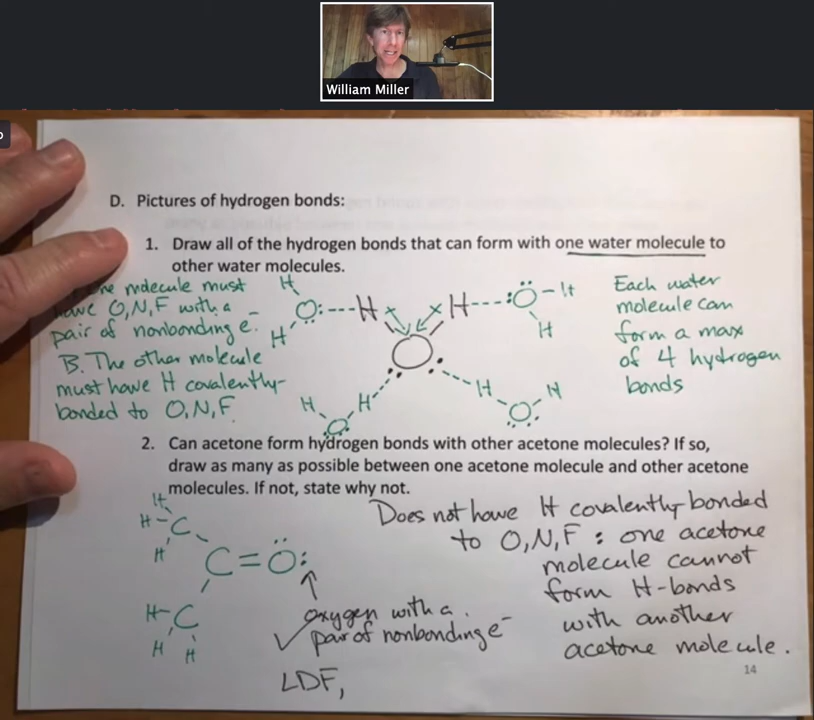 William Miller
D. Pictures of hydrogen bonds:
1. Draw all of the hydrogen bonds that can form with one water molecule to
other water molecules.
molecule must
have O,N,F with a
pair of nonbonding e.
B. The other molecule
must have H covalently-
bonded to O,N,F.
H
H O: H H :O - H
H
O
H H H H
O O
Each water
molecule can
form a max
of 4 hydrogen
bonds
2. Can acetone form hydrogen bonds with other acetone molecules? If so,
draw as many as possible between one acetone molecule and other acetone
molecules. If not, state why not.
H
H-C
H
C=O:
H-C
H H
oxygen with a
pair of nonbonding e-
✓
LDF,
Does not have H covalently bonded
to O,N,F : one acetone
molecule cannot
form H-bonds
with another
acetone molecule.
14